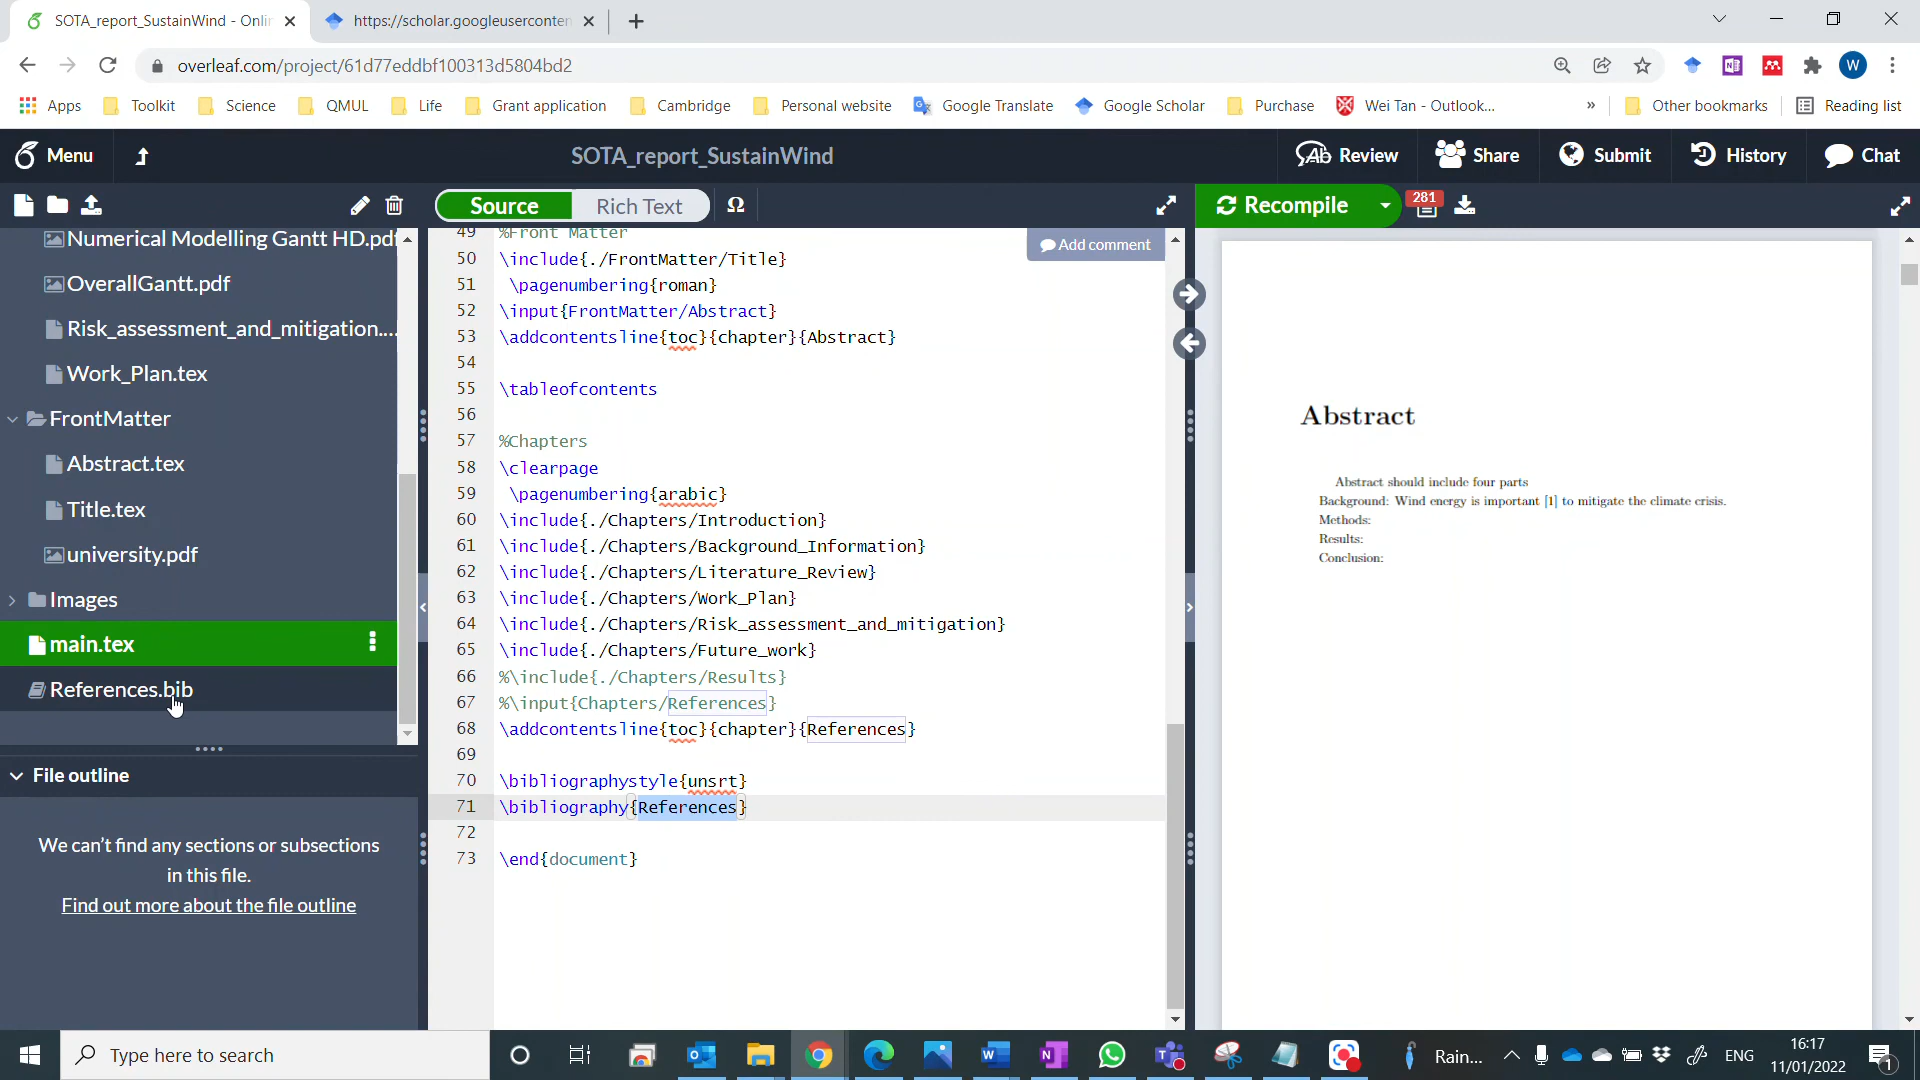 SOTA_report_SustainWind - Onlin
https://scholar.googleuserconten
overleaf.com/project/61d77eddbf100313d5804bd2
W
Apps
Toolkit
Science
QMUL
Life
Grant application
Cambridge
Personal website
Google Translate
Google Scholar
Purchase
Wei Tan - Outlook...
»
Other bookmarks
Reading list
Menu
SOTA_report_SustainWind
Review
Share
Submit
History
Chat
Source
Rich Text
Ω
Recompile
281
Numerical Modelling Gantt HD.pdf
OverallGantt.pdf
Risk_assessment_and_mitigation....
Work_Plan.tex
FrontMatter
Abstract.tex
Title.tex
university.pdf
Images
main.tex
References.bib
File outline
We can't find any sections or subsections
in this file.
Find out more about the file outline
Add comment
49 %Front Matter
50 \include{./FrontMatter/Title}
51 \pagenumbering{roman}
52 \input{FrontMatter/Abstract}
53 \addcontentsline{toc}{chapter}{Abstract}
54
55 \tableofcontents
56
57 %Chapters
58 \clearpage
59 \pagenumbering{arabic}
60 \include{./Chapters/Introduction}
61 \include{./Chapters/Background_Information}
62 \include{./Chapters/Literature_Review}
63 \include{./Chapters/Work_Plan}
64 \include{./Chapters/Risk_assessment_and_mitigation}
65 \include{./Chapters/Future_work}
66 %\include{./Chapters/Results}
67 %\input{Chapters/References}
68 \addcontentsline{toc}{chapter}{References}
69
70 \bibliographystyle{unsrt}
71 \bibliography{References}
72
73 \end{document}
Abstract
Abstract should include four parts
Background: Wind energy is important [1] to mitigate the climate crisis.
Methods:
Results:
Conclusion:
Type here to search
Rain...
ENG
16:17
11/01/2022
1